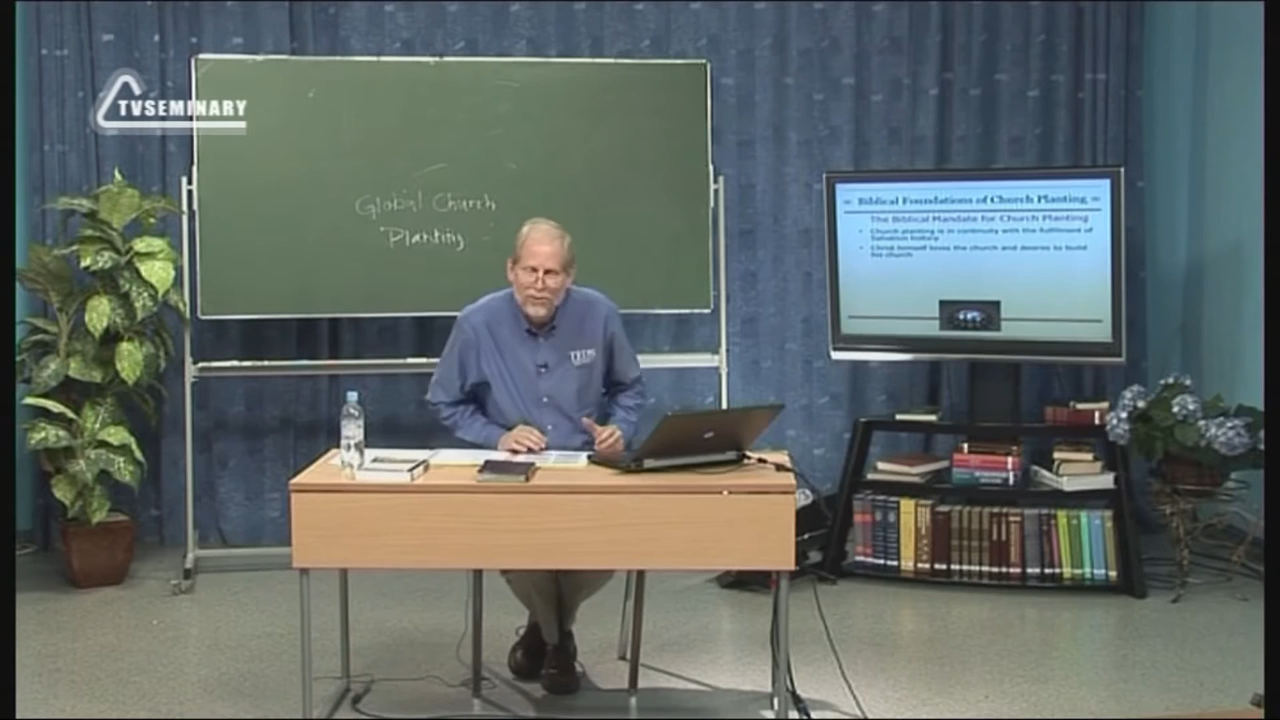 TVSEMINARY
Global Church
Planting
Biblical Foundations of Church Planting
The Biblical Mandate for Church Planting
• Church planting is in continuity with the fulfillment of
Salvation history
• Christ himself loves the church and desires to build
his church